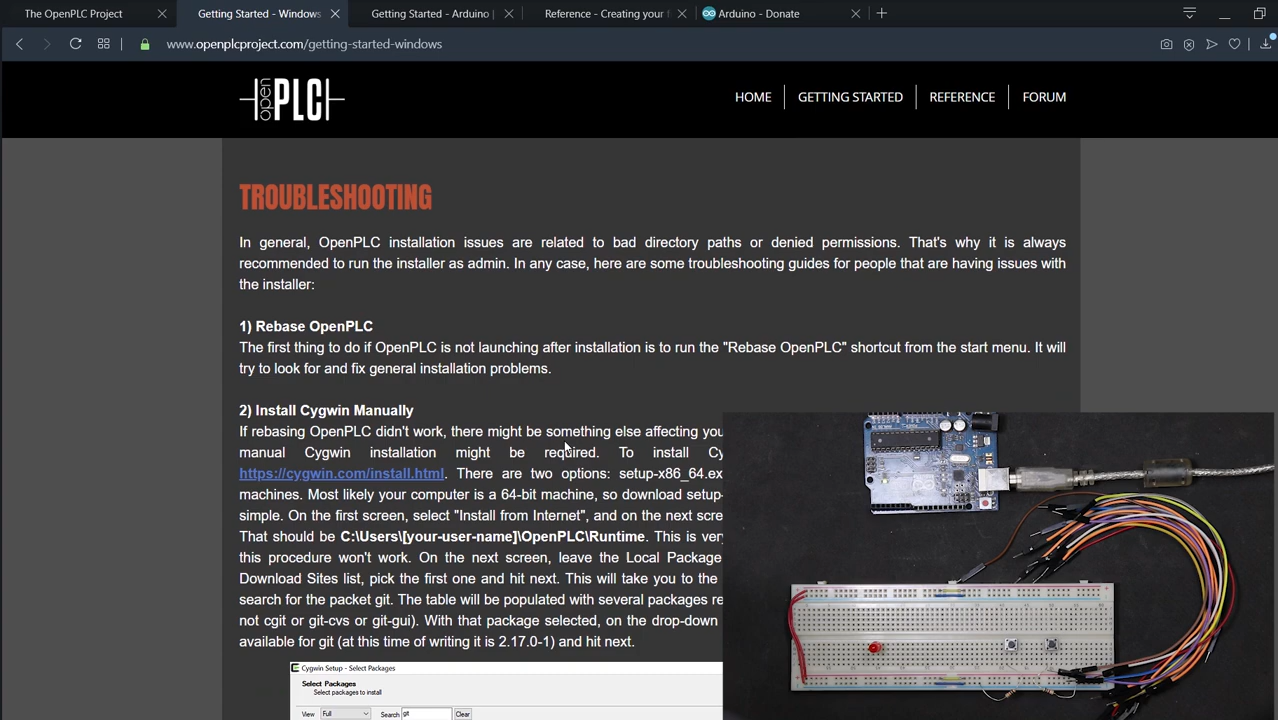 The OpenPLC Project
Getting Started - Windows
Getting Started - Arduino |
Reference - Creating your f
Arduino - Donate
www.openplcproject.com/getting-started-windows
open PLC
HOME
GETTING STARTED
REFERENCE
FORUM
TROUBLESHOOTING
In general, OpenPLC installation issues are related to bad directory paths or denied permissions. That's why it is always
recommended to run the installer as admin. In any case, here are some troubleshooting guides for people that are having issues with
the installer:
1) Rebase OpenPLC
The first thing to do if OpenPLC is not launching after installation is to run the "Rebase OpenPLC" shortcut from the start menu. It will
try to look for and fix general installation problems.
2) Install Cygwin Manually
If rebasing OpenPLC didn't work, there might be something else affecting you
manual Cygwin installation might be required. To install Cy
https://cygwin.com/install.html. There are two options: setup-x86_64.ex
machines. Most likely your computer is a 64-bit machine, so download setup-
simple. On the first screen, select "Install from Internet", and on the next scre
That should be C:\Users\[your-user-name]\OpenPLC\Runtime. This is very
this procedure won't work. On the next screen, leave the Local Package
Download Sites list, pick the first one and hit next. This will take you to the
search for the packet git. The table will be populated with several packages re
not cgit or git-cvs or git-gui). With that package selected, on the drop-down
available for git (at this time of writing it is 2.17.0-1) and hit next.
Cygwin Setup - Select Packages
Select Packages
Select packages to install
View Full Search git Clear